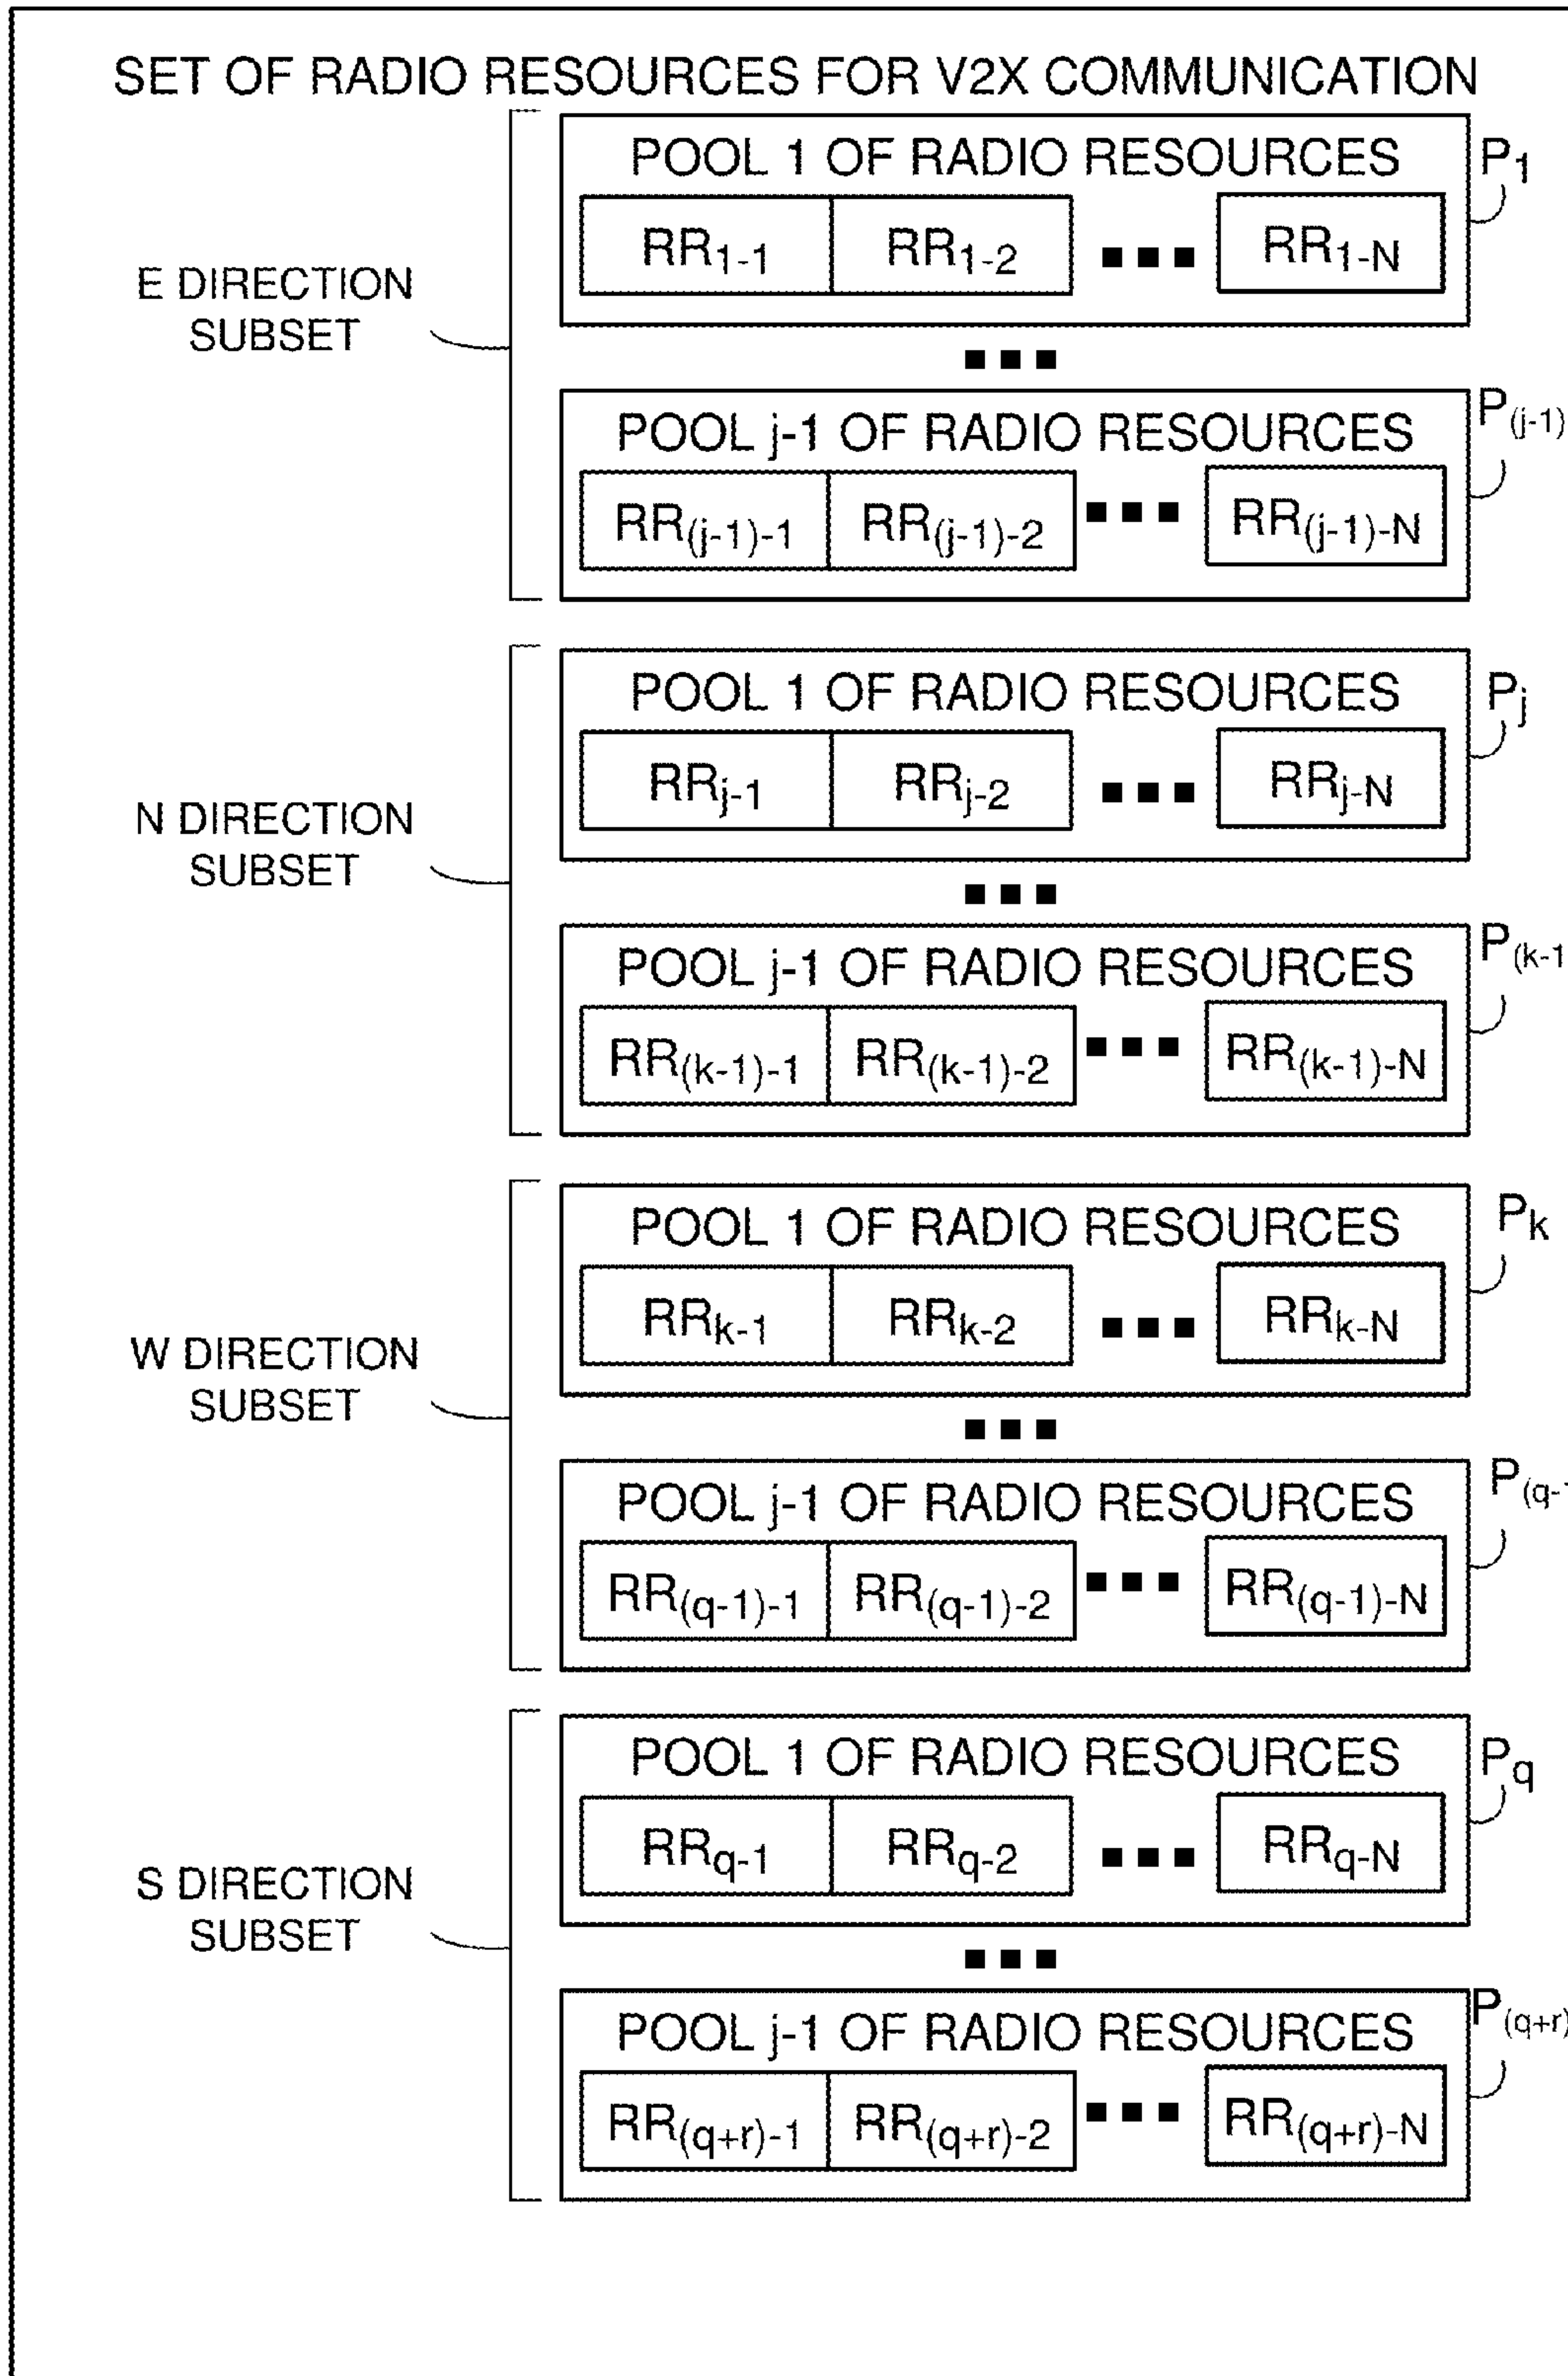 SET OF RADIO RESOURCES FOR V2X COMMUNICATION
E DIRECTION
SUBSET
POOL 1 OF RADIO RESOURCES P1
RR1-1 RR1-2 RR1-N
POOL j-1 OF RADIO RESOURCES P(j-1)
RR(j-1)-1 RR(j-1)-2 RR(j-1)-N
N DIRECTION
SUBSET
POOL 1 OF RADIO RESOURCES Pj
RRj-1 RRj-2 RRj-N
POOL j-1 OF RADIO RESOURCES P(k-1
RR(k-1)-1 RR(k-1)-2 RR(k-1)-N
W DIRECTION
SUBSET
POOL 1 OF RADIO RESOURCES Pk
RRk-1 RRk-2 RRk-N
POOL j-1 OF RADIO RESOURCES P(q-1
RR(q-1)-1 RR(q-1)-2 RR(q-1)-N
S DIRECTION
SUBSET
POOL 1 OF RADIO RESOURCES Pq
RRq-1 RRq-2 RRq-N
POOL j-1 OF RADIO RESOURCES P(q+r)
RR(q+r)-1 RR(q+r)-2 RR(q+r)-N